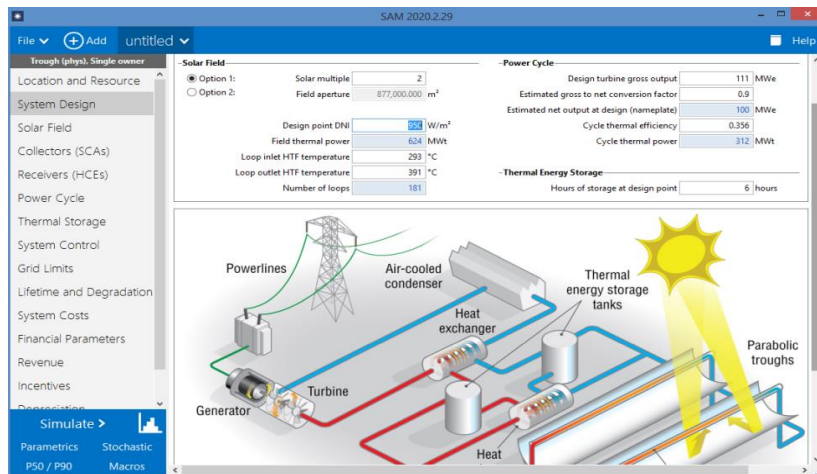 SAM 2020.2.29
File Add untitled Help
Trough (phys), Single owner
Location and Resource
System Design
Solar Field
Collectors (SCAs)
Receivers (HCEs)
Power Cycle
Thermal Storage
System Control
Grid Limits
Lifetime and Degradation
System Costs
Financial Parameters
Revenue
Incentives
Depreciation
Simulate >
Parametrics Stochastic
P50 / P90 Macros
Solar Field
Option 1: Solar multiple 2
Option 2: Field aperture 877,000.000 m²
Design point DNI 950 W/m²
Field thermal power 624 MWt
Loop inlet HTF temperature 293 °C
Loop outlet HTF temperature 391 °C
Number of loops 181
Power Cycle
Design turbine gross output 111 MWe
Estimated gross to net conversion factor 0.9
Estimated net output at design (nameplate) 100 MWe
Cycle thermal efficiency 0.356
Cycle thermal power 312 MWt
Thermal Energy Storage
Hours of storage at design point 6 hours
Powerlines
Air-cooled
condenser
Thermal
energy storage
tanks
Heat
exchanger
Parabolic
troughs
Turbine
Generator
Heat